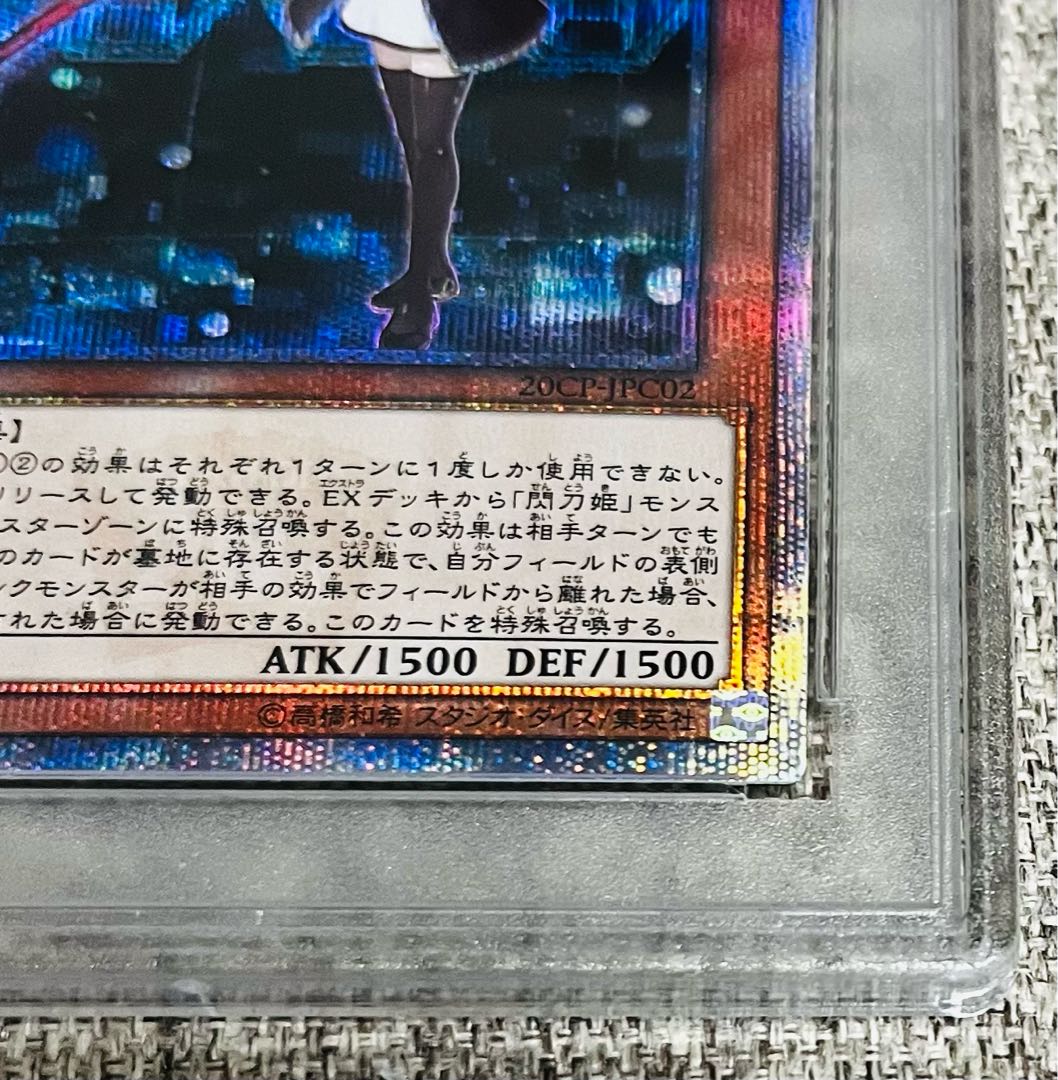 20CP-JPC02
】
①②の効果はそれぞれ1ターンに1度しか使用できない。
リリースして発動できる。EXデッキから「閃刀姫」モンス
スターゾーンに特殊召喚する。この効果は相手ターンでも
のカードが墓地に存在する状態で、自分フィールドの表側
ンクモンスターが相手の効果でフィールドから離れた場合、
された場合に発動できる。このカードを特殊召喚する。
ATK/1500 DEF/1500
©高橋和希 スタジオ・ダイス/集英社